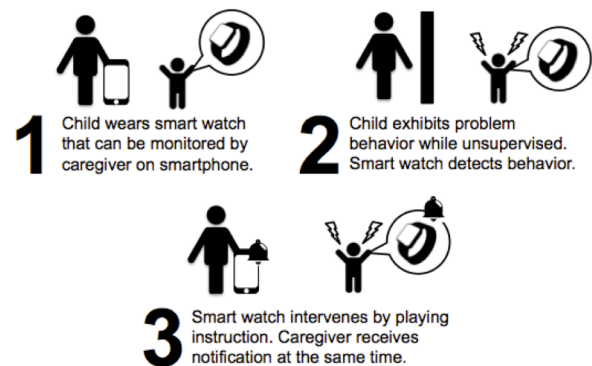 1
Child wears smart watch
that can be monitored by
caregiver on smartphone.
2
Child exhibits problem
behavior while unsupervised.
Smart watch detects behavior.
3
Smart watch intervenes by playing
instruction. Caregiver receives
notification at the same time.